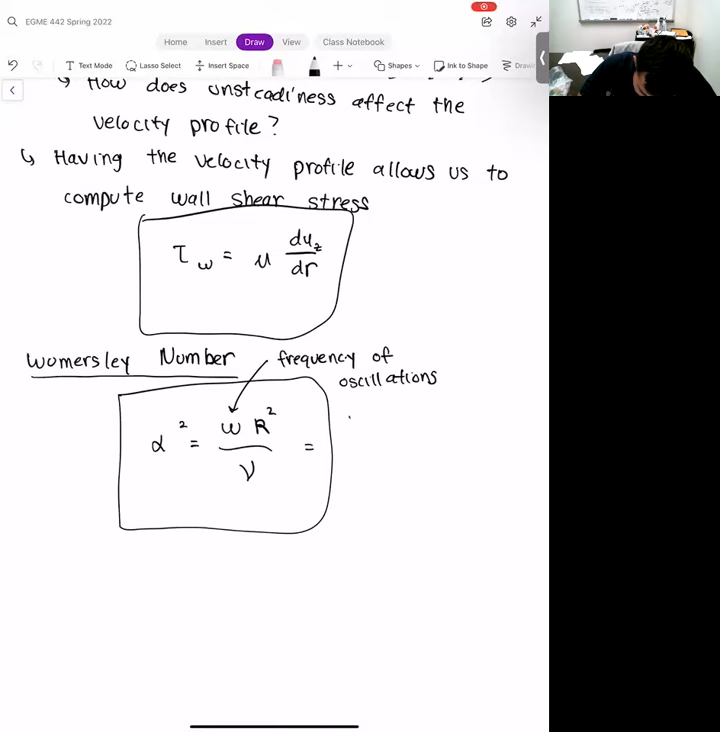 EGME 442 Spring 2022
Home Insert Draw View Class Notebook
Text Mode Lasso Select Insert Space Shapes Ink to Shape Drawi
↳ How does unsteadiness affect the
velocity profile?
↳ Having the velocity profile allows us to
compute wall shear stress
τw = μ duz/dr
Womersley Number
frequency of
oscillations
α² = ωR²/ν =